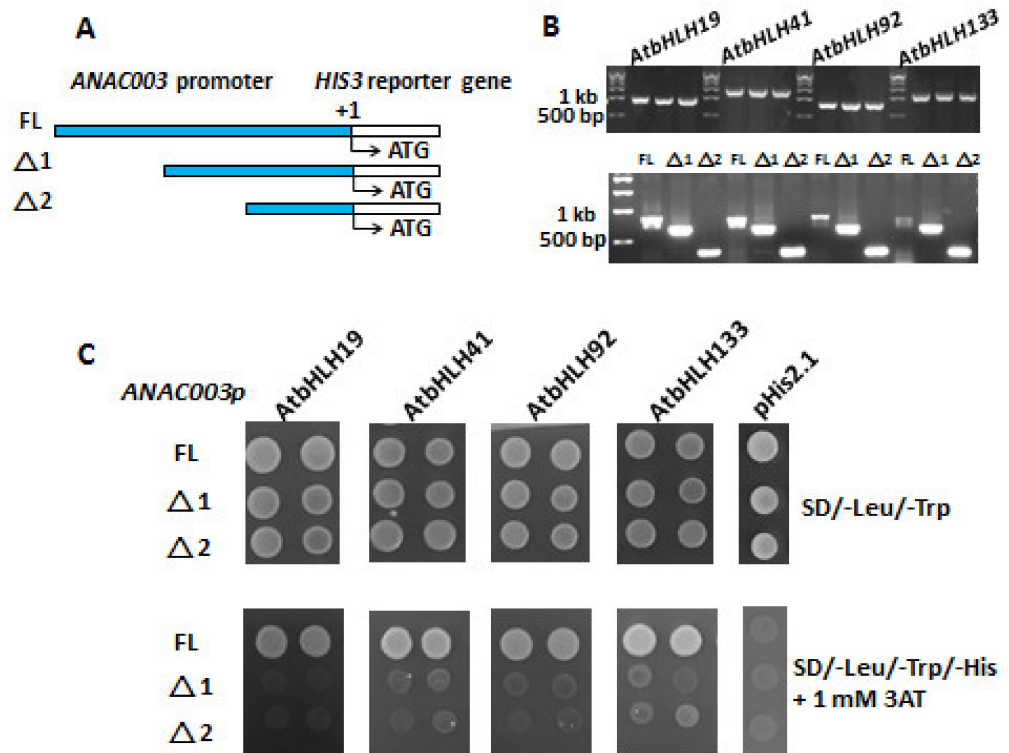 A
ANAC003 promoter HIS3 reporter gene
+1
FL
ATG
△1
ATG
△2
ATG
B
AtbHLH19 AtbHLH41 AtbHLH92 AtbHLH133
1 kb
500 bp
FL △1 △2 FL △1 △2 FL △1 △2 FL △1 △2
1 kb
500 bp
C
ANAC003p AtbHLH19 AtbHLH41 AtbHLH92 AtbHLH133 pHis2.1
FL
△1
△2
SD/-Leu/-Trp
FL
△1
△2
SD/-Leu/-Trp/-His
+ 1 mM 3AT